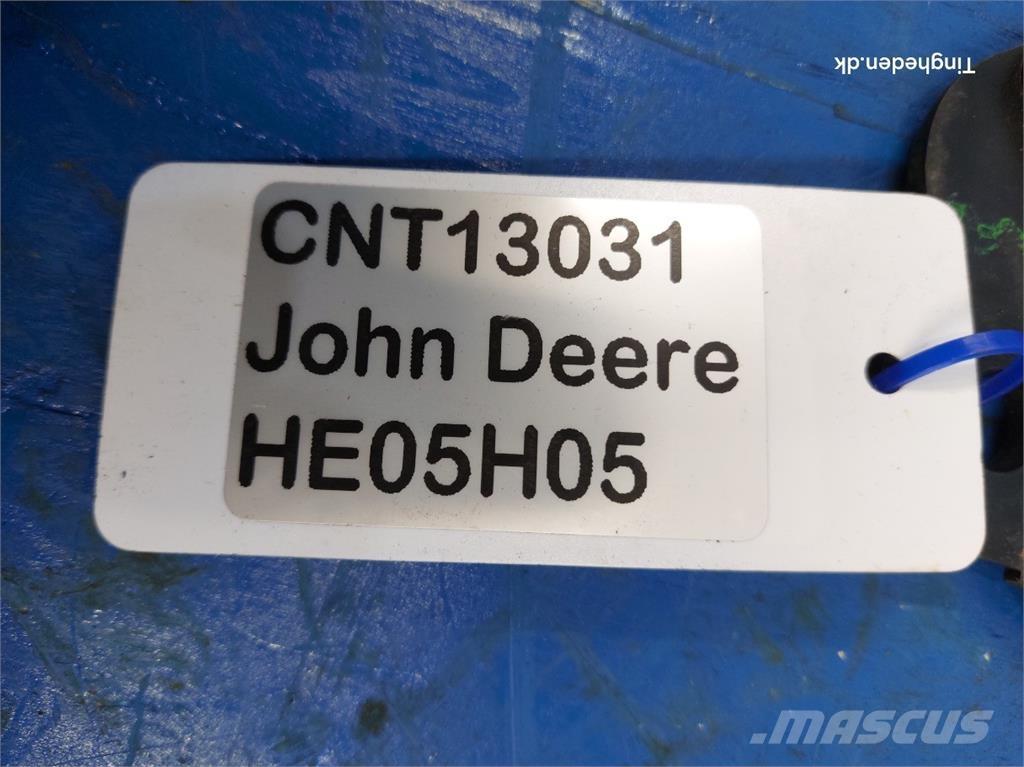 Tingheden.dk
CNT13031
John Deere
HE05H05
MASCUS